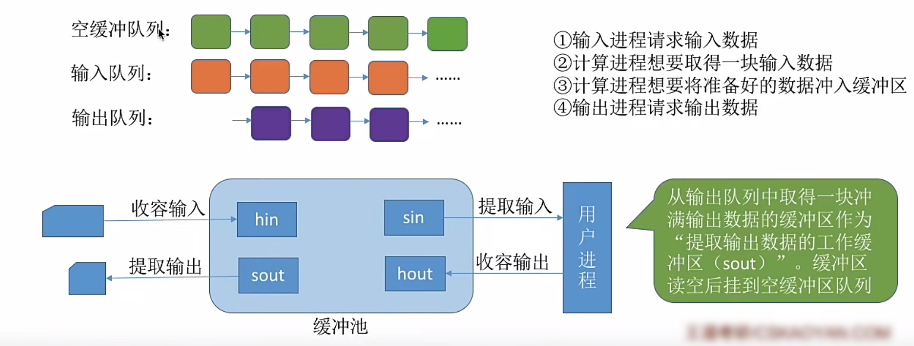 空缓冲队列:
输入队列:
······
输出队列:
······
①输入进程请求输入数据
②计算进程想要取得一块输入数据
③计算进程想要将准备好的数据冲入缓冲区
④输出进程请求输出数据
收容输入
hin
sin
提取输入
提取输出
sout
hout
收容输出
用户进程
缓冲池
从输出队列中取得一块冲
满输出数据的缓冲区作为
“提取输出数据的工作缓
冲区（sout）”。缓冲区
读空后挂到空缓冲区队列